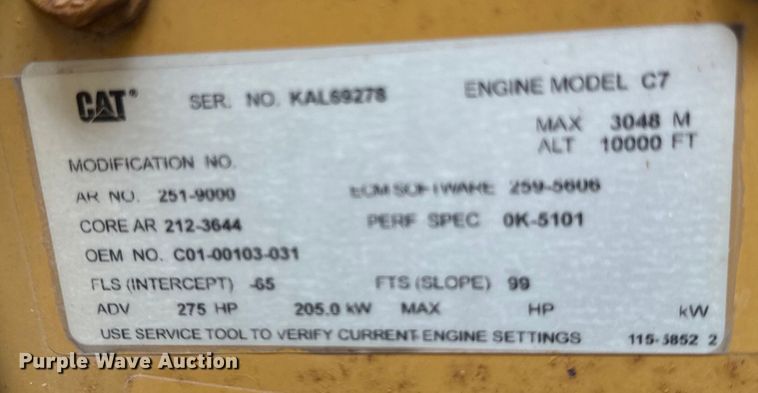 CAT® SER. NO. KAL69278 ENGINE MODEL C7
MAX 3048 M
ALT 10000 FT
MODIFICATION NO.
AR NO. 251-9000 ECM SOFTWARE 259-5606
CORE AR 212-3644 PERF SPEC 0K-5101
OEM NO. C01-00103-031
FLS (INTERCEPT) -65 FTS (SLOPE) 99
ADV 275 HP 205.0 kW MAX HP kW
USE SERVICE TOOL TO VERIFY CURRENT ENGINE SETTINGS 115-5852 2
Purple Wave Auction